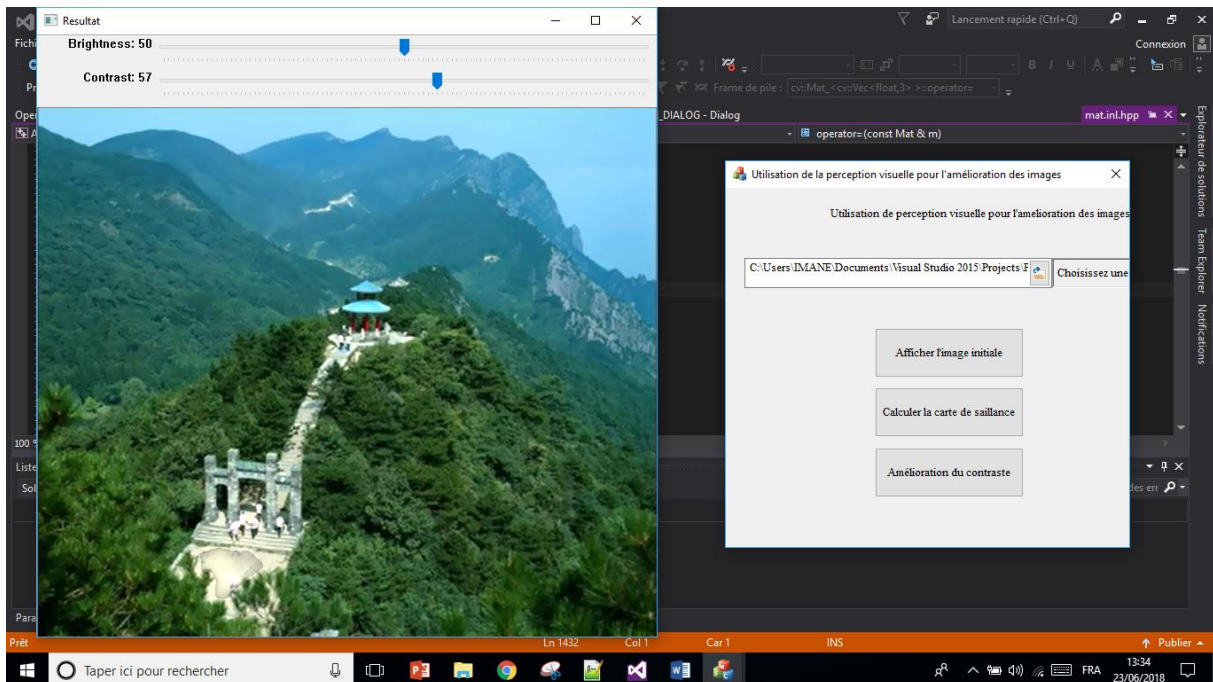 Resultat
Lancement rapide (Ctrl+Q)
Brightness: 50
Connexion
Contrast: 57
B I U A
Frame de pile : cv::Mat_<cv::Vec<float,3> >::operator=
_DIALOG - Dialog
mat.inl.hpp
operator=(const Mat & m)
Explorateur de solutions
Team Explorer
Notifications
Utilisation de la perception visuelle pour l'amélioration des images
Utilisation de perception visuelle pour l'amelioration des images
C:\Users\IMANE\Documents\Visual Studio 2015\Projects\
Choisissez une
Afficher l'image initiale
Calculer la carte de saillance
Amélioration du contraste
100 %
Prêt
Ln 1432
Col 1
Car 1
INS
Publier
Taper ici pour rechercher
FRA
13:34
23/06/2018